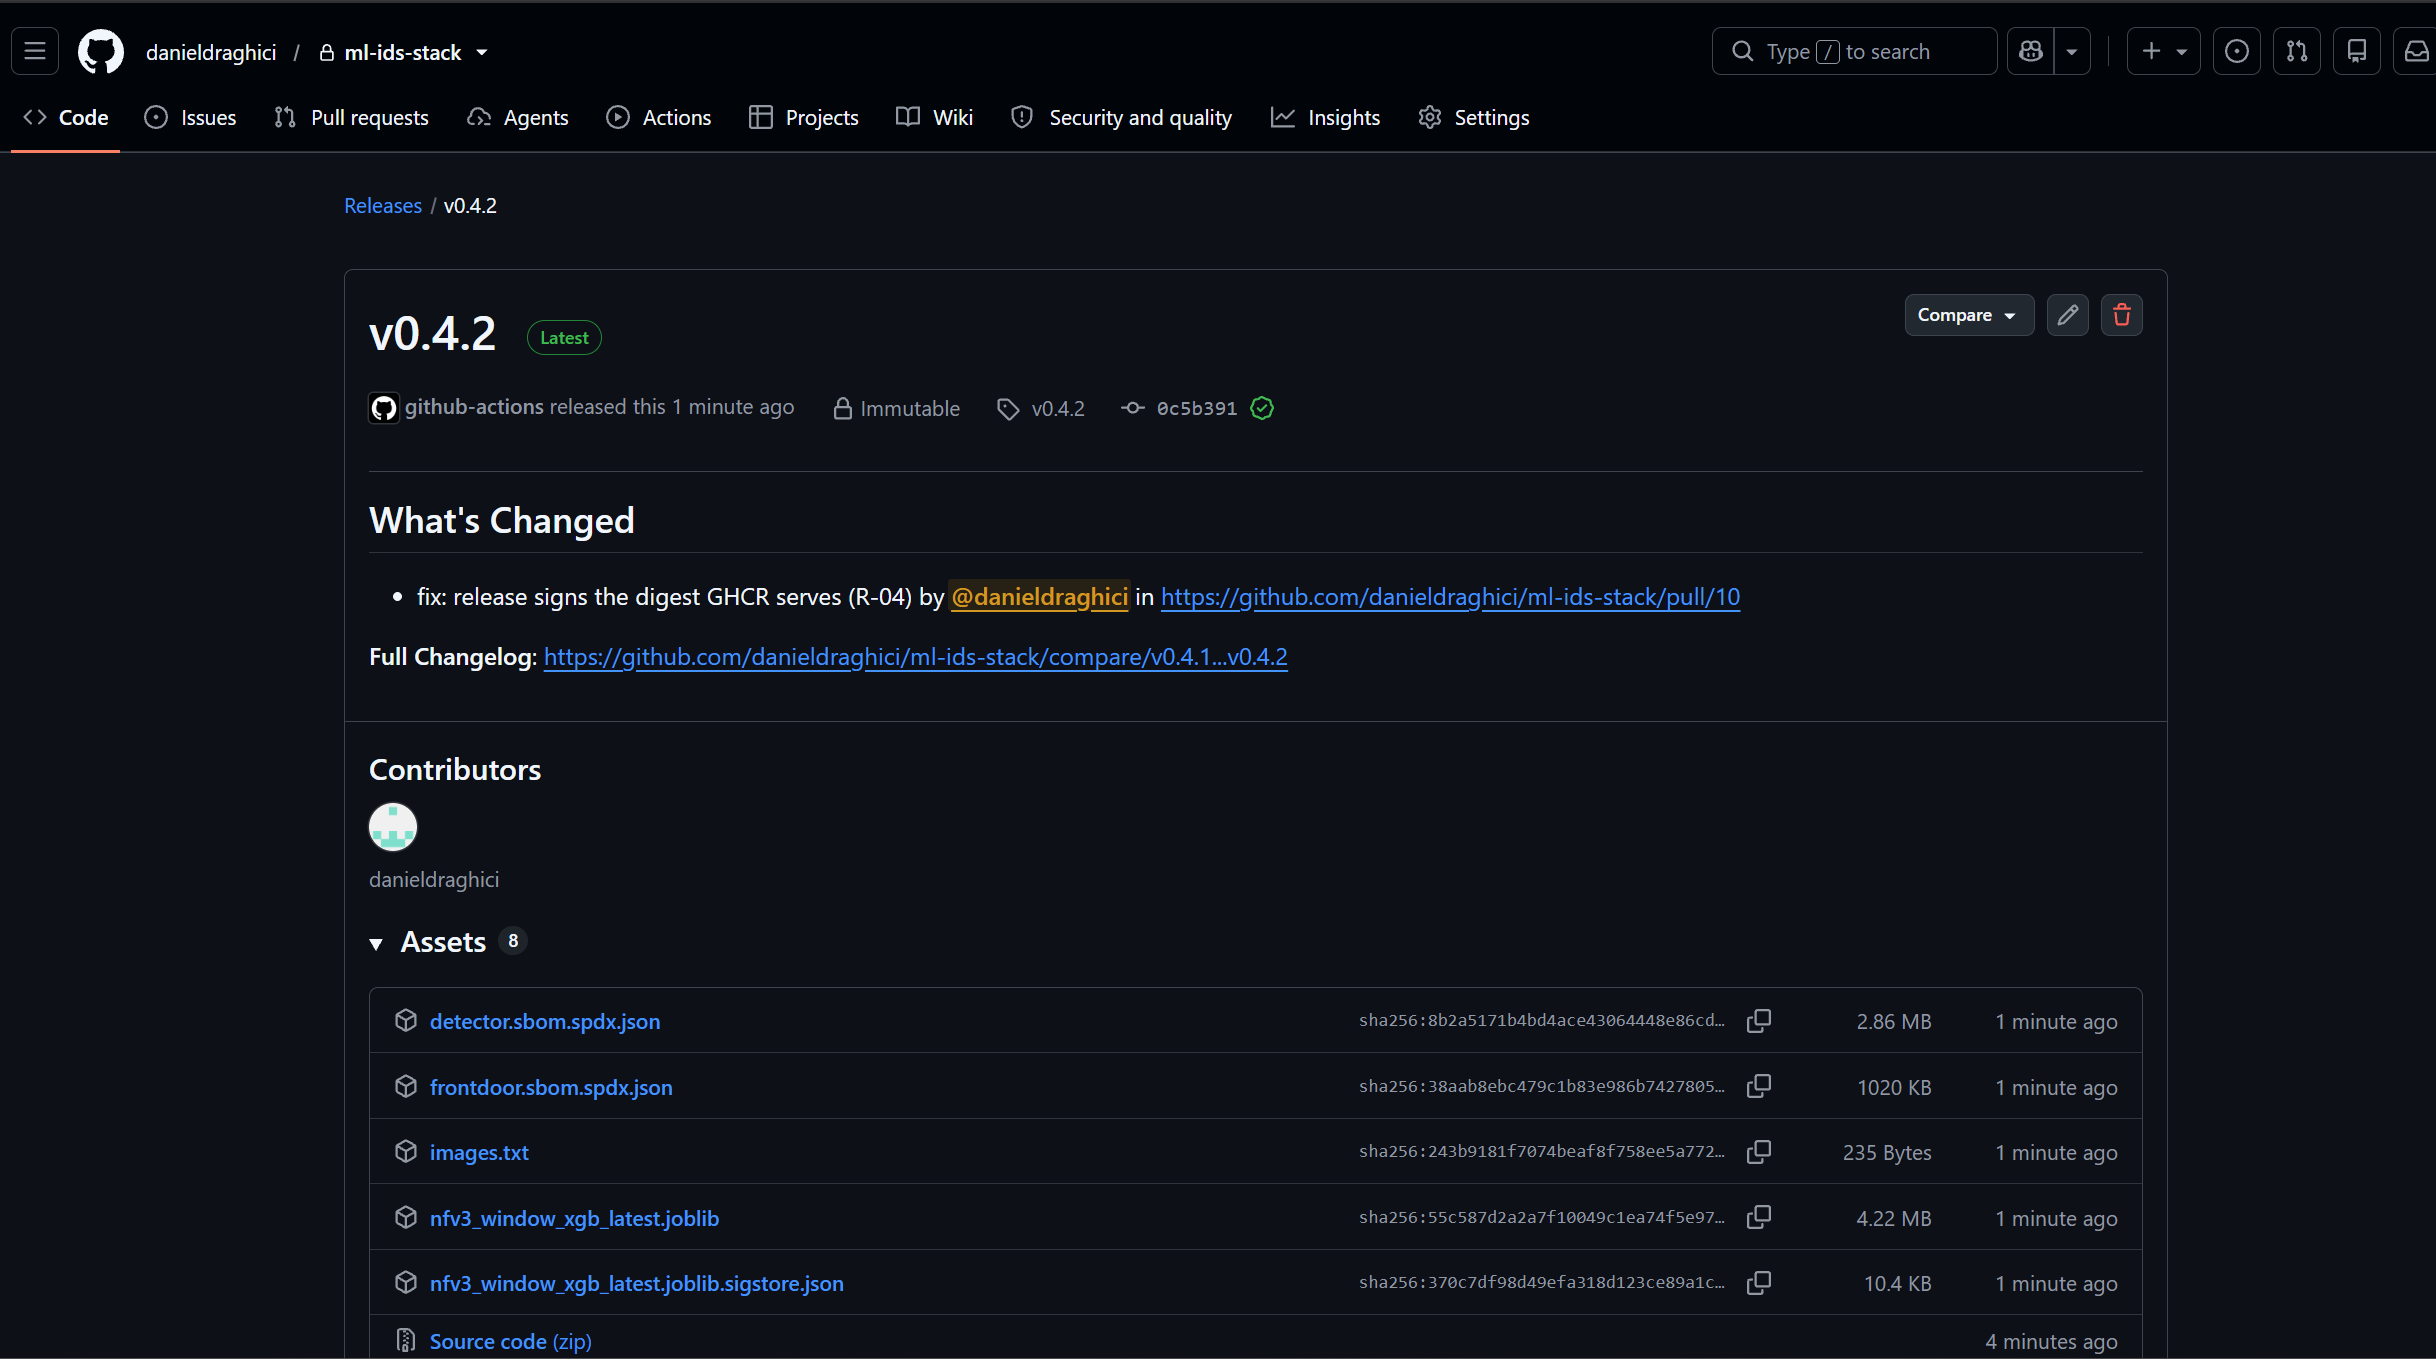 danieldraghici / ml-ids-stack
Type / to search
Code Issues Pull requests Agents Actions Projects Wiki Security and quality Insights Settings
Releases / v0.4.2
v0.4.2 Latest
Compare
github-actions released this 1 minute ago Immutable v0.4.2 0c5b391
What's Changed
fix: release signs the digest GHCR serves (R-04) by @danieldraghici in https://github.com/danieldraghici/ml-ids-stack/pull/10
Full Changelog: https://github.com/danieldraghici/ml-ids-stack/compare/v0.4.1...v0.4.2
Contributors
danieldraghici
Assets 8
detector.sbom.spdx.json sha256:8b2a5171b4bd4ace43064448e86cd… 2.86 MB 1 minute ago
frontdoor.sbom.spdx.json sha256:38aab8ebc479c1b83e986b7427805… 1020 KB 1 minute ago
images.txt sha256:243b9181f7074beaf8f758ee5a772… 235 Bytes 1 minute ago
nfv3_window_xgb_latest.joblib sha256:55c587d2a2a7f10049c1ea74f5e97… 4.22 MB 1 minute ago
nfv3_window_xgb_latest.joblib.sigstore.json sha256:370c7df98d49efa318d123ce89a1c… 10.4 KB 1 minute ago
Source code (zip) 4 minutes ago